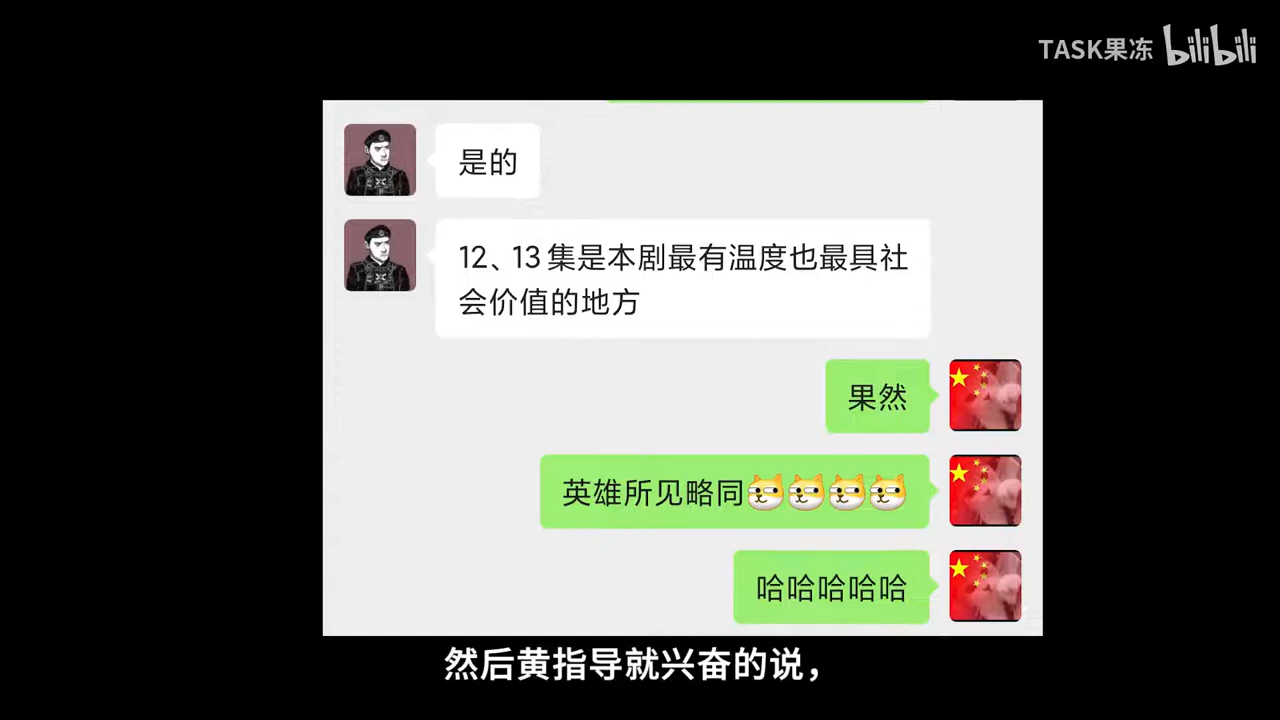 TASK果冻 bilibili
是的
12、13集是本剧最有温度也最具社
会价值的地方
果然
英雄所见略同
哈哈哈哈哈
然后黄指导就兴奋的说，